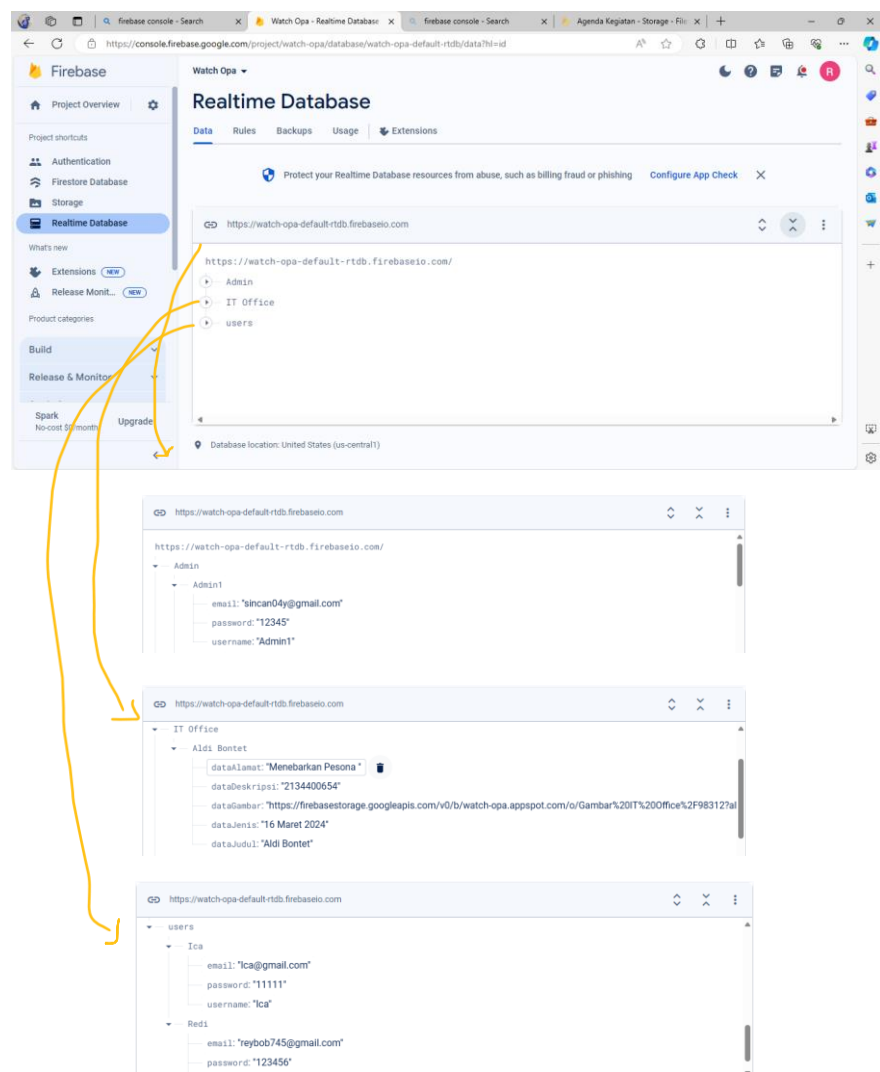 firebase console - Search
Watch Opa - Realtime Database
firebase console - Search
Agenda Kegiatan - Storage - File
https://console.firebase.google.com/project/watch-opa/database/watch-opa-default-rtdb/data?hl=id
Firebase
Watch Opa
R
Project Overview
Realtime Database
Project shortcuts
Data Rules Backups Usage Extensions
Authentication
Firestore Database
Protect your Realtime Database resources from abuse, such as billing fraud or phishing Configure App Check
Storage
Realtime Database
https://watch-opa-default-rtdb.firebaseio.com
What's new
https://watch-opa-default-rtdb.firebaseio.com/
Extensions NEW
Admin
Release Monit... NEW
IT Office
Product categories
users
Build
Release & Monitor
Spark
No-cost $0/month
Upgrade
Database location: United States (us-central1)
https://watch-opa-default-rtdb.firebaseio.com
https://watch-opa-default-rtdb.firebaseio.com/
Admin
Admin1
email: "sincan04y@gmail.com"
password: "12345"
username: "Admin1"
https://watch-opa-default-rtdb.firebaseio.com
IT Office
Aldi Bontet
dataAlamat: "Menebarkan Pesona "
dataDeskripsi: "2134400654"
dataGambar: "https://firebasestorage.googleapis.com/v0/b/watch-opa.appspot.com/o/Gambar%20IT%20Office%2F98312?al
dataJenis: "16 Maret 2024"
dataJudul: "Aldi Bontet"
https://watch-opa-default-rtdb.firebaseio.com
users
Ica
email: "Ica@gmail.com"
password: "11111"
username: "Ica"
Redi
email: "reybob745@gmail.com"
password: "123456"